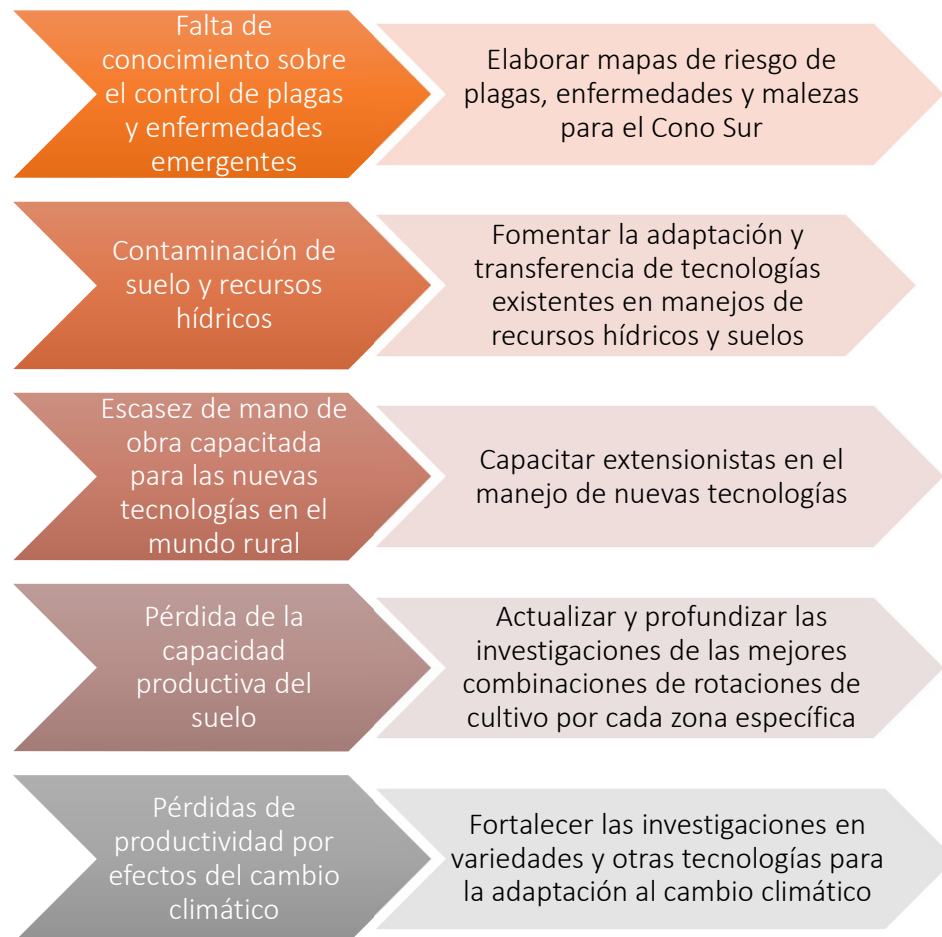 Falta de
conocimiento sobre
el control de plagas
y enfermedades
emergentes
Elaborar mapas de riesgo de
plagas, enfermedades y malezas
para el Cono Sur
Contaminación de
suelo y recursos
hídricos
Fomentar la adaptación y
transferencia de tecnologías
existentes en manejos de
recursos hídricos y suelos
Escasez de mano de
obra capacitada
para las nuevas
tecnologías en el
mundo rural
Capacitar extensionistas en el
manejo de nuevas tecnologías
Pérdida de la
capacidad
productiva del
suelo
Actualizar y profundizar las
investigaciones de las mejores
combinaciones de rotaciones de
cultivo por cada zona específica
Pérdidas de
productividad por
efectos del cambio
climático
Fortalecer las investigaciones en
variedades y otras tecnologías para
la adaptación al cambio climático